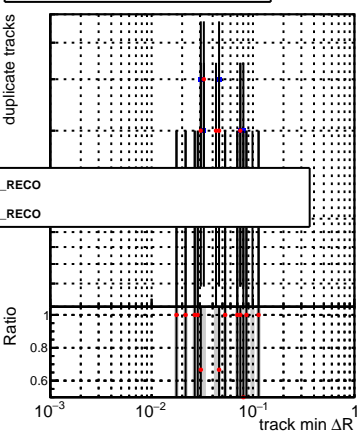 duplicate tracks
_RECO
_RECO
Ratio
1
0.8
0.6
10−3 10−2 10−1 1
track min ΔR